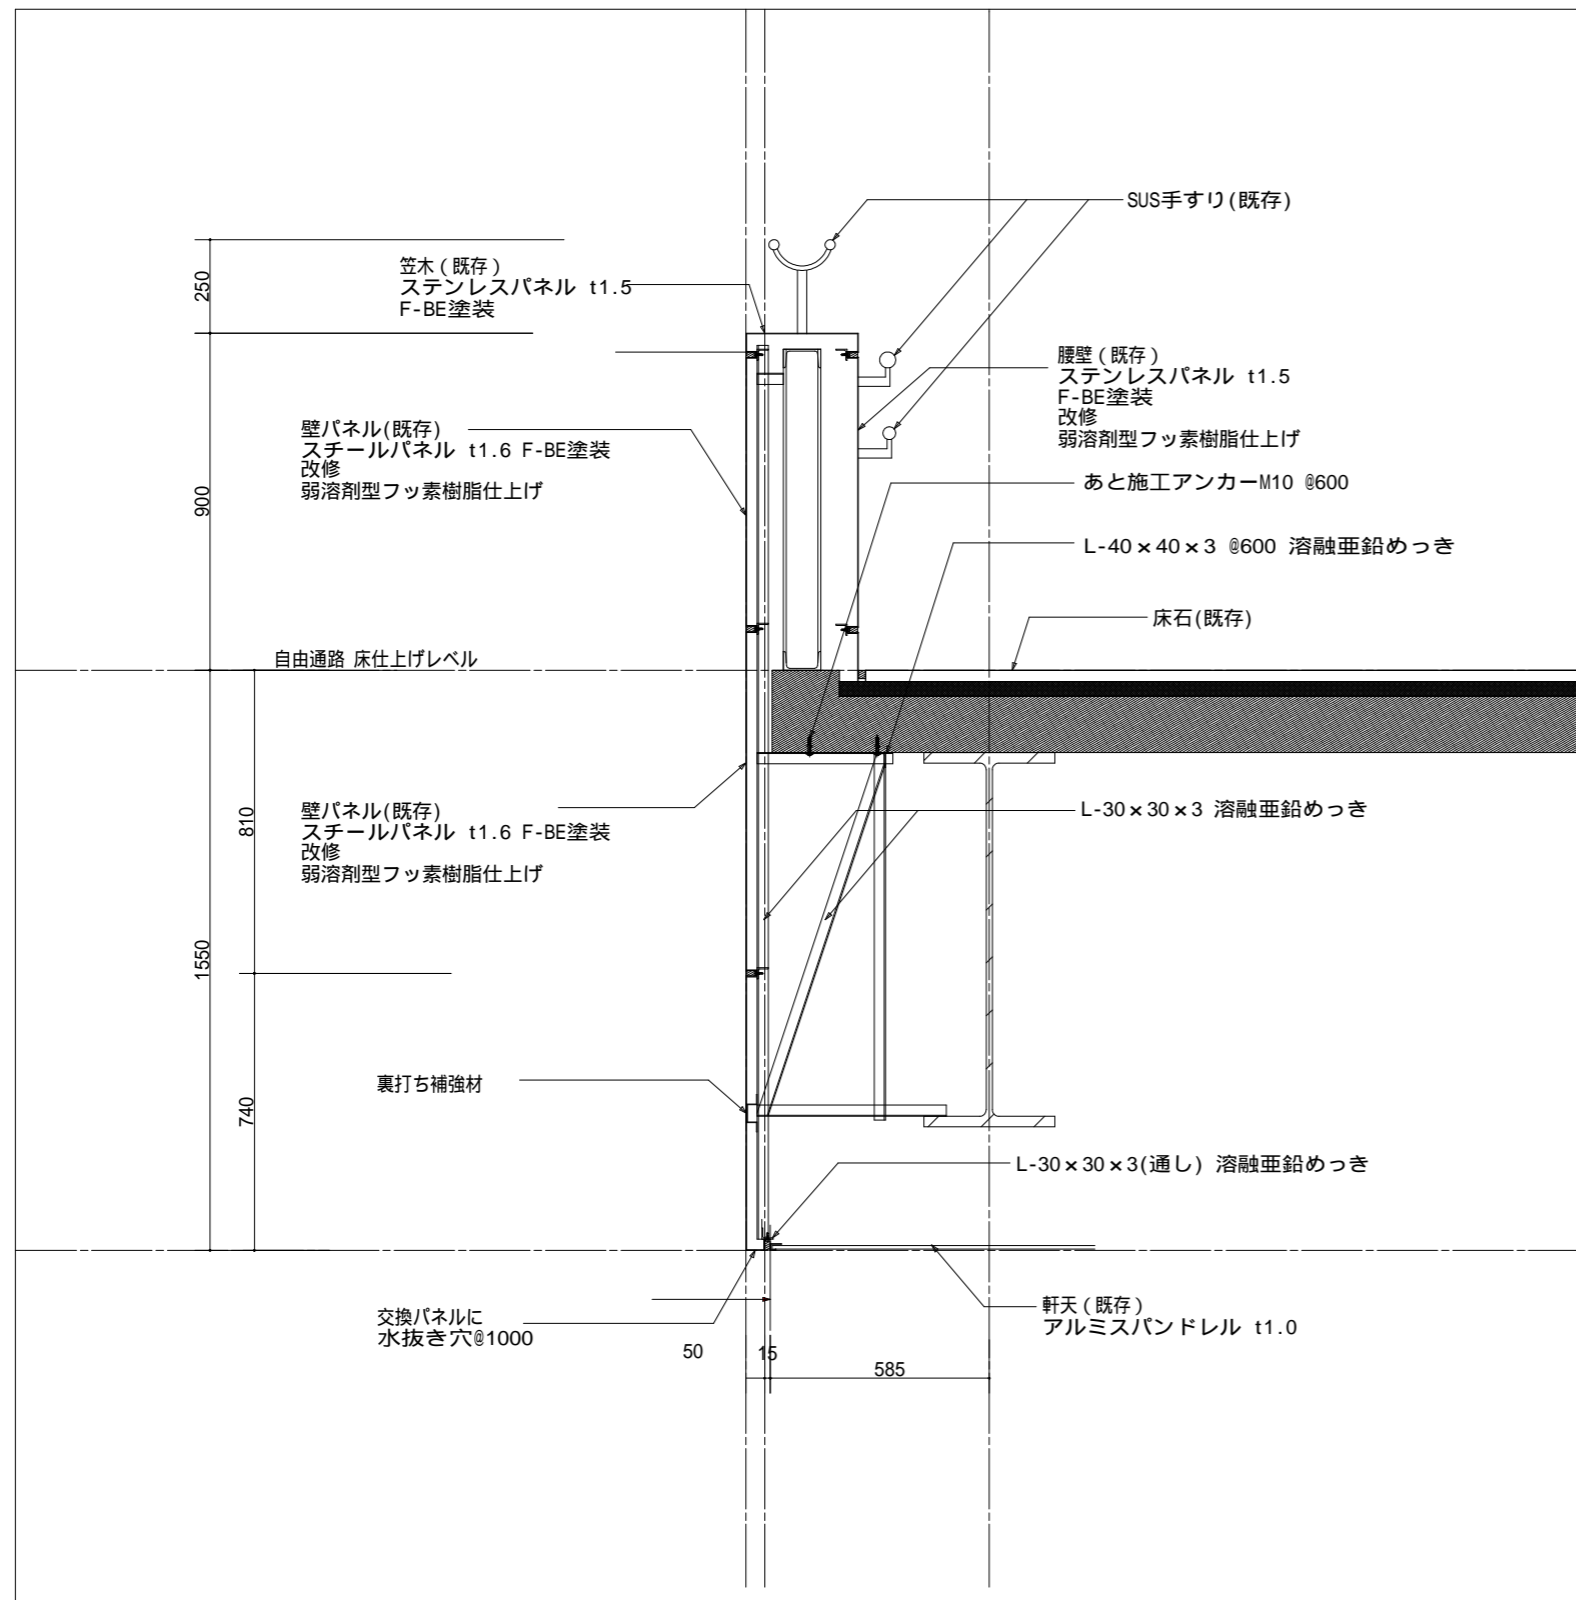 SUS手すり(既存)
250
笠木(既存)
ステンレスパネル t1.5
F-BE塗装
腰壁(既存)
ステンレスパネル t1.5
F-BE塗装
改修
弱溶剤型フッ素樹脂仕上げ
壁パネル(既存)
スチールパネル t1.6 F-BE塗装
改修
弱溶剤型フッ素樹脂仕上げ
900
あと施工アンカーM10 @600
L-40×40×3 @600 溶融亜鉛めっき
床石(既存)
自由通路 床仕上げレベル
壁パネル(既存)
スチールパネル t1.6 F-BE塗装
改修
弱溶剤型フッ素樹脂仕上げ
810
L-30×30×3 溶融亜鉛めっき
1550
裏打ち補強材
740
L-30×30×3(通し) 溶融亜鉛めっき
交換パネルに
水抜き穴@1000
軒天(既存)
アルミスパンドレル t1.0
50
15
585